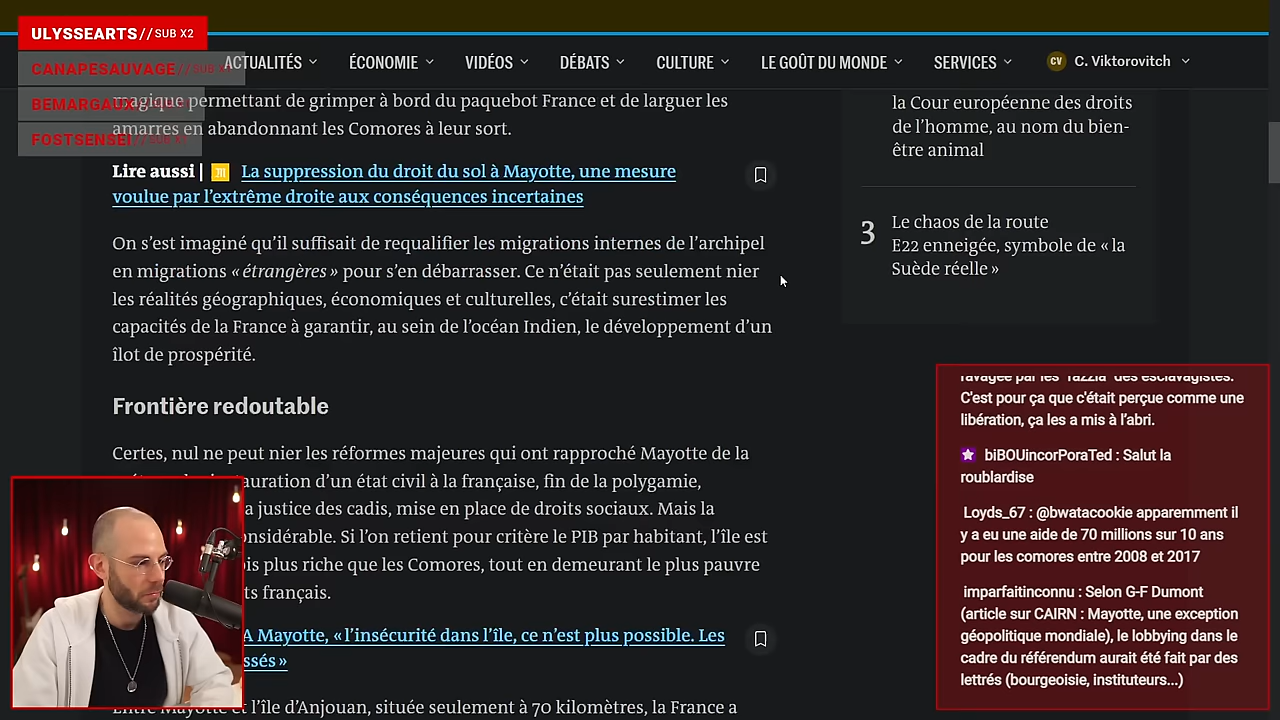 ULYSSEARTS // SUB X2
CANAPESAUVAGE // SUB
BEMARGAUX
FOSTSENSEI // SUB X1
ACTUALITÉS
ÉCONOMIE
VIDÉOS
DÉBATS
CULTURE
LE GOÛT DU MONDE
SERVICES
CV C. Viktorovitch
magique permettant de grimper à bord du paquebot France et de larguer les
amarres en abandonnant les Comores à leur sort.
Lire aussi | La suppression du droit du sol à Mayotte, une mesure
voulue par l’extrême droite aux conséquences incertaines
On s’est imaginé qu’il suffisait de requalifier les migrations internes de l’archipel
en migrations « étrangères » pour s’en débarrasser. Ce n’était pas seulement nier
les réalités géographiques, économiques et culturelles, c’était surestimer les
capacités de la France à garantir, au sein de l’océan Indien, le développement d’un
îlot de prospérité.
Frontière redoutable
Certes, nul ne peut nier les réformes majeures qui ont rapproché Mayotte de la
d’un état civil à la française, fin de la polygamie,
a justice des cadis, mise en place de droits sociaux. Mais la
Si l’on retient pour critère le PIB par habitant, l’île est
plus riche que les Comores, tout en demeurant le plus pauvre
français.
A Mayotte, « l’insécurité dans l’île, ce n’est plus possible. Les
Entre Mayotte et l’île d’Anjouan, située seulement à 70 kilomètres, la France a
la Cour européenne des droits
de l’homme, au nom du bien-
être animal
3 Le chaos de la route
E22 enneigée, symbole de « la
Suède réelle »
ravagée par les "razzia" des esclavagistes.
C'est pour ça que c'était perçue comme une
libération, ça les a mis à l'abri.
biBOUincorPoraTed : Salut la
roublardise
Loyds_67 : @bwatacookie apparemment il
y a eu une aide de 70 millions sur 10 ans
pour les comores entre 2008 et 2017
imparfaitinconnu : Selon G-F Dumont
(article sur CAIRN : Mayotte, une exception
géopolitique mondiale), le lobbying dans le
cadre du référendum aurait été fait par des
lettrés (bourgeoisie, instituteurs...)